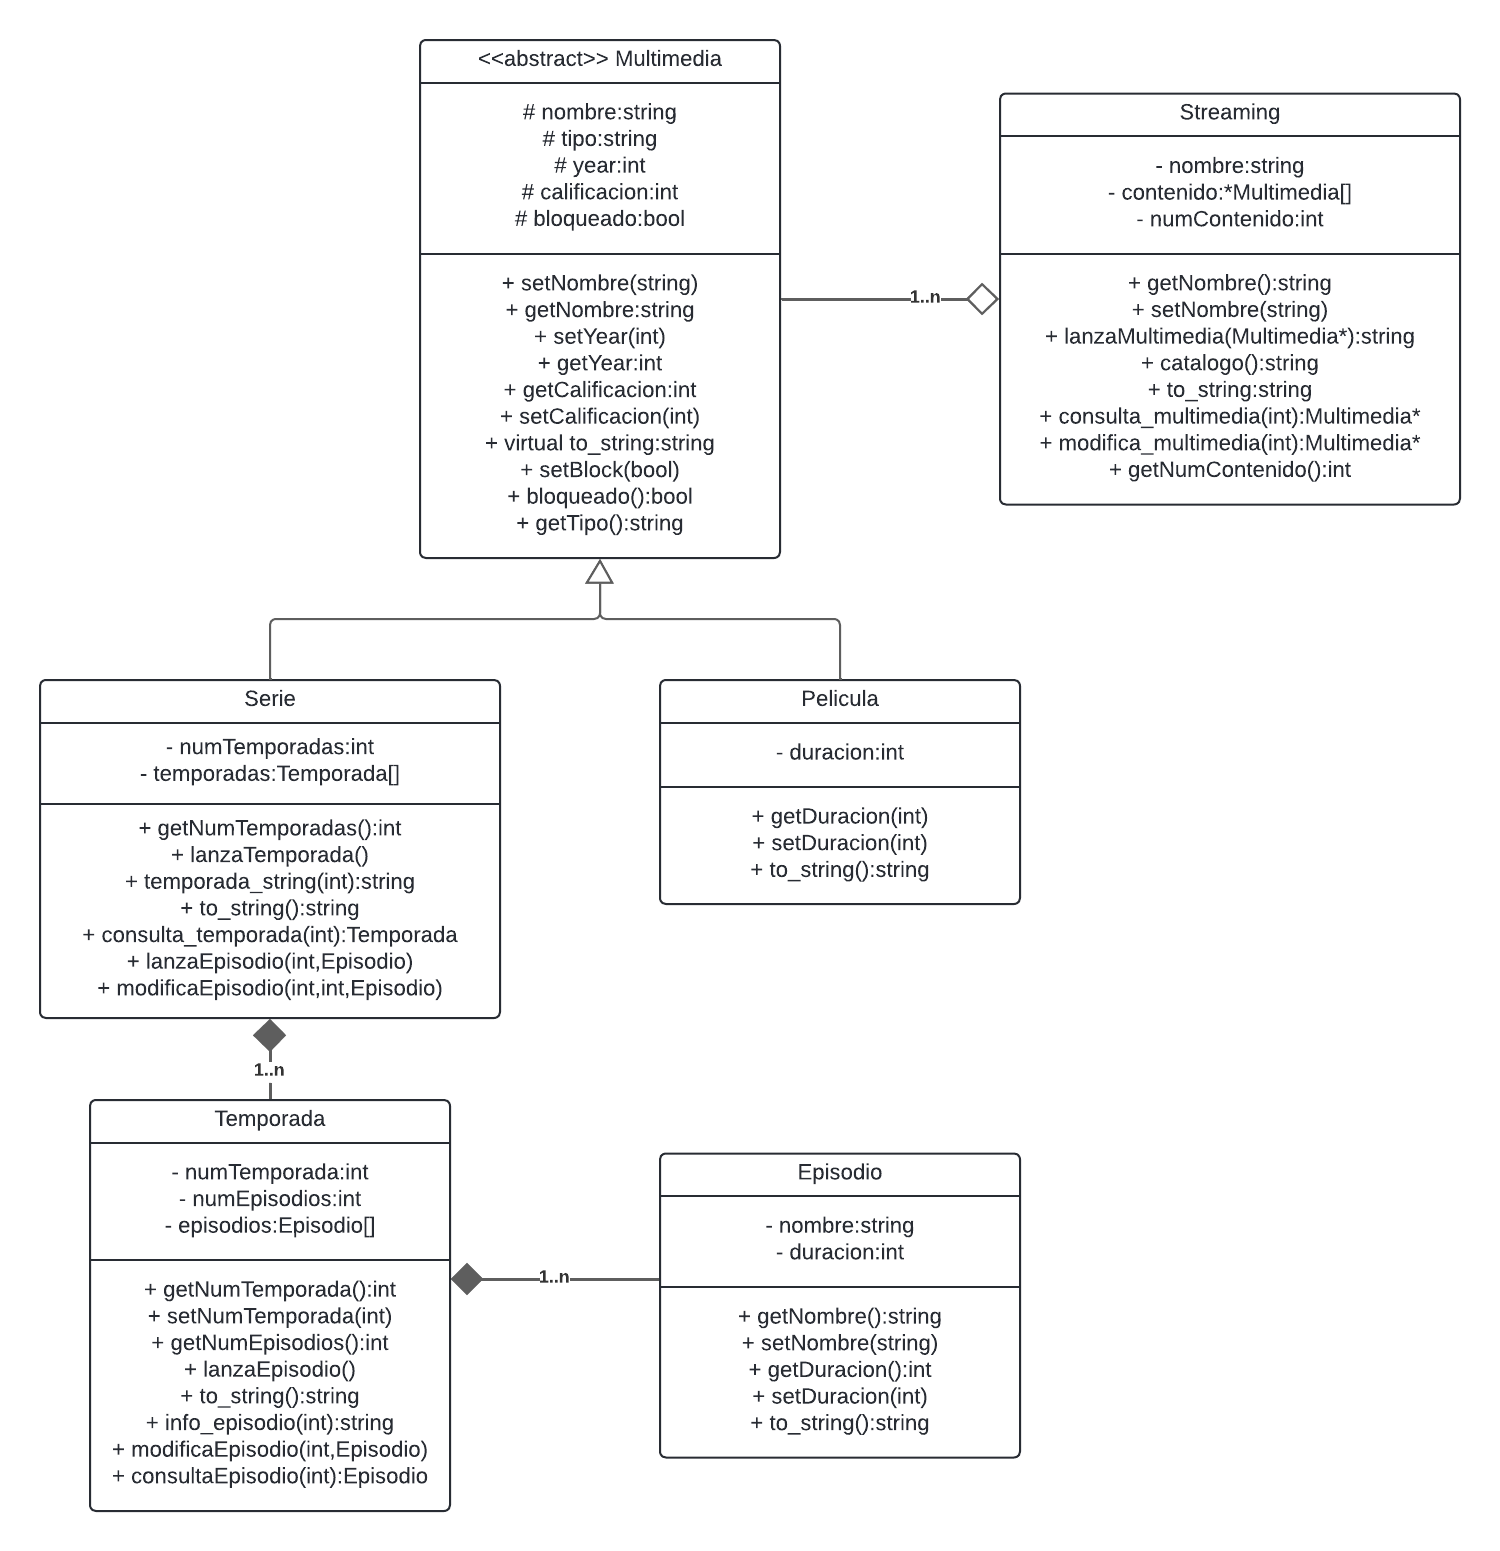 <<abstract>> Multimedia
# nombre:string
# tipo:string
# year:int
# calificacion:int
# bloqueado:bool
+ setNombre(string)
+ getNombre:string
+ setYear(int)
+ getYear:int
+ getCalificacion:int
+ setCalificacion(int)
+ virtual to_string:string
+ setBlock(bool)
+ bloqueado():bool
+ getTipo():string
1..n
Streaming
- nombre:string
- contenido:*Multimedia[]
- numContenido:int
+ getNombre():string
+ setNombre(string)
+ lanzaMultimedia(Multimedia*):string
+ catalogo():string
+ to_string:string
+ consulta_multimedia(int):Multimedia*
+ modifica_multimedia(int):Multimedia*
+ getNumContenido():int
Serie
- numTemporadas:int
- temporadas:Temporada[]
+ getNumTemporadas():int
+ lanzaTemporada()
+ temporada_string(int):string
+ to_string():string
+ consulta_temporada(int):Temporada
+ lanzaEpisodio(int,Episodio)
+ modificaEpisodio(int,int,Episodio)
Pelicula
- duracion:int
+ getDuracion(int)
+ setDuracion(int)
+ to_string():string
1..n
Temporada
- numTemporada:int
- numEpisodios:int
- episodios:Episodio[]
+ getNumTemporada():int
+ setNumTemporada(int)
+ getNumEpisodios():int
+ lanzaEpisodio()
+ to_string():string
+ info_episodio(int):string
+ modificaEpisodio(int,Episodio)
+ consultaEpisodio(int):Episodio
1..n
Episodio
- nombre:string
- duracion:int
+ getNombre():string
+ setNombre(string)
+ getDuracion():int
+ setDuracion(int)
+ to_string():string